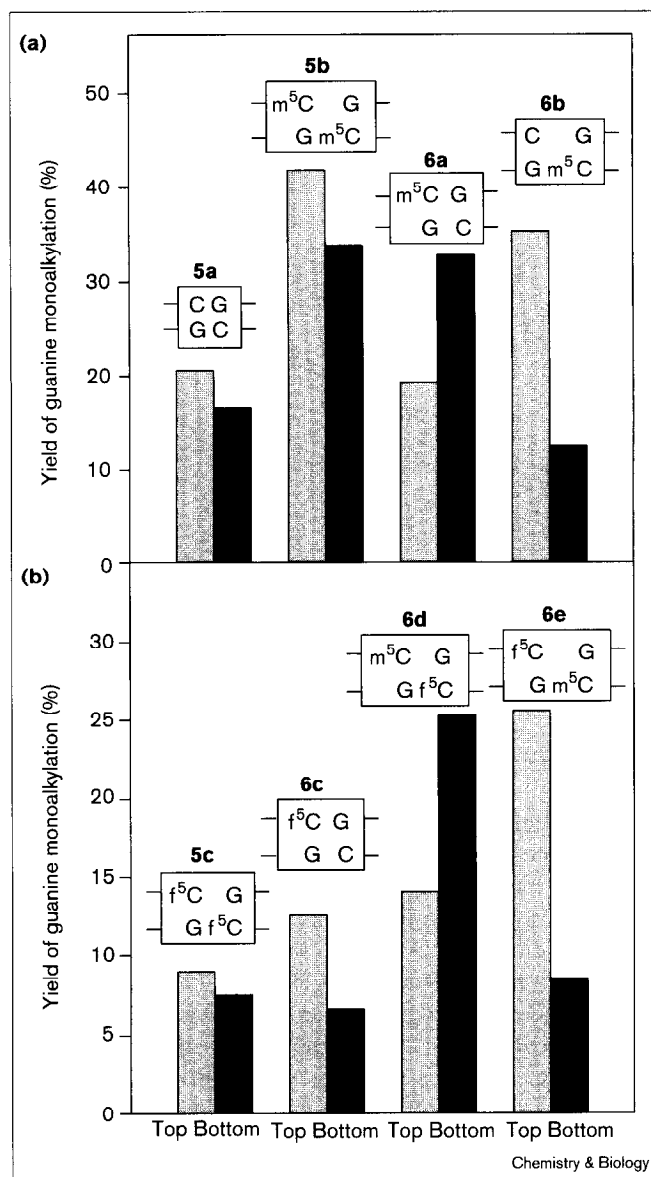 (a)
Yield of guanine monoalkylation (%)
50
40
30
20
10
0
5a
C G
G C
5b
m⁵C G
G m⁵C
6a
m⁵C G
G C
6b
C G
G m⁵C
(b)
Yield of guanine monoalkylation (%)
30
25
20
15
10
5
0
5c
f⁵C G
G f⁵C
6c
f⁵C G
G C
6d
m⁵C G
G f⁵C
6e
f⁵C G
G m⁵C
Top Bottom Top Bottom Top Bottom Top Bottom
Chemistry & Biology